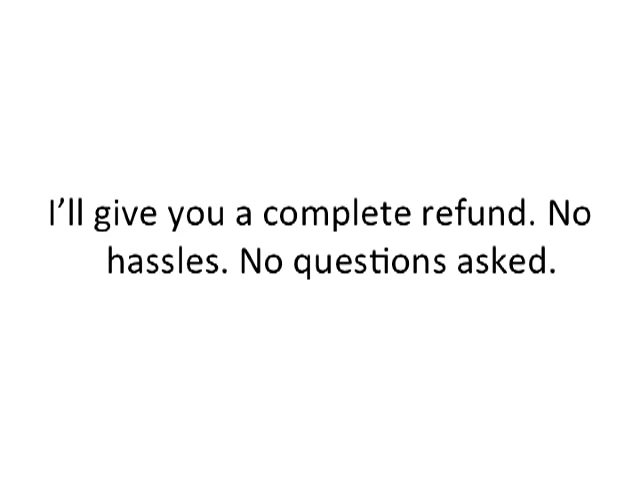 I’ll give you a complete refund. No
hassles. No questions asked.